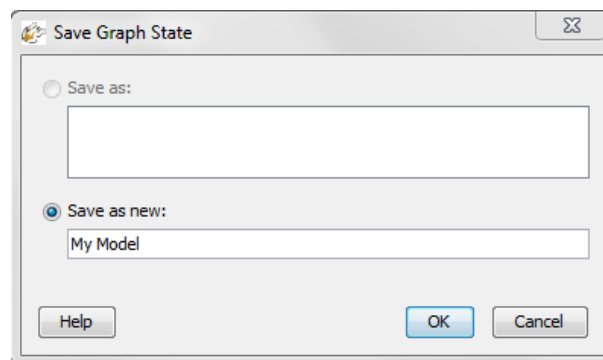 Save Graph State
Save as:
Save as new:
My Model
Help
OK
Cancel